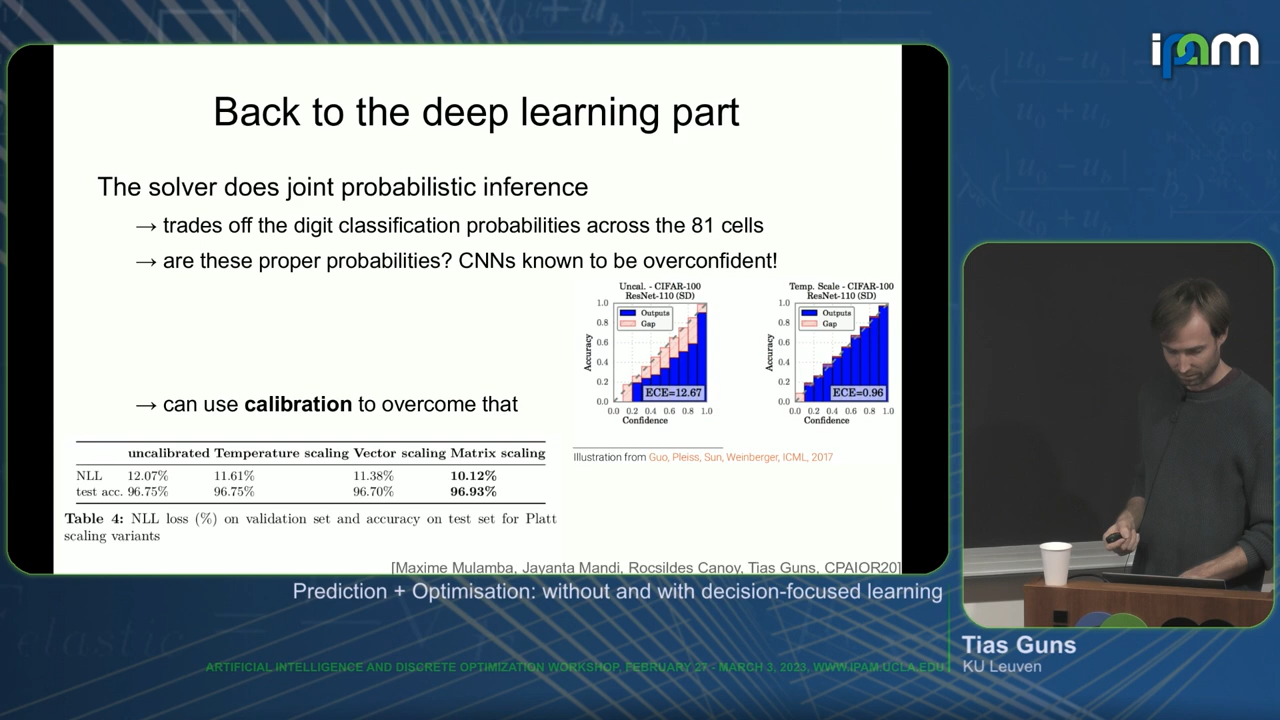 ipam
Back to the deep learning part
The solver does joint probabilistic inference
→ trades off the digit classification probabilities across the 81 cells
→ are these proper probabilities? CNNs known to be overconfident!
Uncal. - CIFAR-100
ResNet-110 (SD)
1.0
0.8
0.6
0.4
0.2
0.0
Accuracy
Outputs
Gap
ECE=12.67
0.0 0.2 0.4 0.6 0.8 1.0
Confidence
Temp. Scale - CIFAR-100
ResNet-110 (SD)
1.0
0.8
0.6
0.4
0.2
0.0
Accuracy
Outputs
Gap
ECE=0.96
0.0 0.2 0.4 0.6 0.8 1.0
Confidence
→ can use calibration to overcome that
Illustration from Guo, Pleiss, Sun, Weinberger, ICML, 2017
uncalibrated Temperature scaling Vector scaling Matrix scaling
NLL 12.07% 11.61% 11.38% 10.12%
test acc. 96.75% 96.75% 96.70% 96.93%
Table 4: NLL loss (%) on validation set and accuracy on test set for Platt
scaling variants
[Maxime Mulamba, Jayanta Mandi, Rocsildes Canoy, Tias Guns, CPAIOR20]
Prediction + Optimisation: without and with decision-focused learning
Tias Guns
KU Leuven
ARTIFICIAL INTELLIGENCE AND DISCRETE OPTIMIZATION WORKSHOP, FEBRUARY 27 - MARCH 3, 2023, WWW.IPAM.UCLA.EDU
elastic